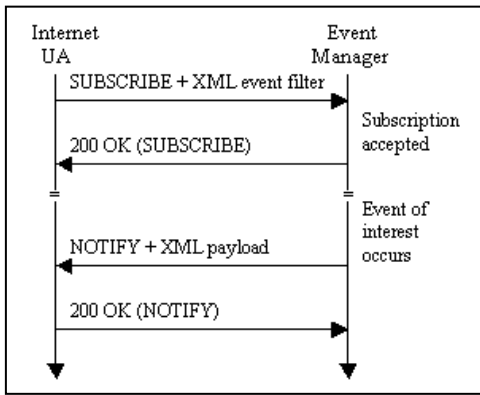 Internet
UA
Event
Manager
SUBSCRIBE + XML event filter
Subscription
accepted
200 OK (SUBSCRIBE)
=
=
Event of
interest
occurs
NOTIFY + XML payload
200 OK (NOTIFY)